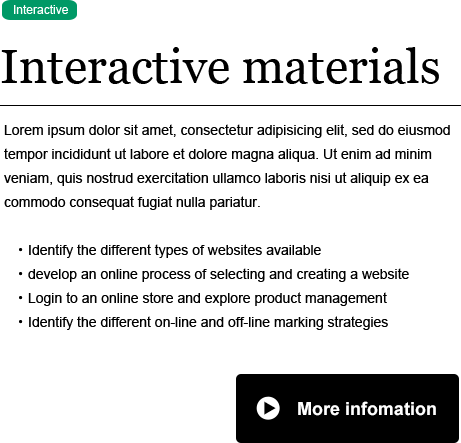 Interactive
Interactive materials
Lorem ipsum dolor sit amet, consectetur adipisicing elit, sed do eiusmod
tempor incididunt ut labore et dolore magna aliqua. Ut enim ad minim
veniam, quis nostrud exercitation ullamco laboris nisi ut aliquip ex ea
commodo consequat fugiat nulla pariatur.
• Identify the different types of websites available
• develop an online process of selecting and creating a website
• Login to an online store and explore product management
• Identify the different on-line and off-line marking strategies
More infomation